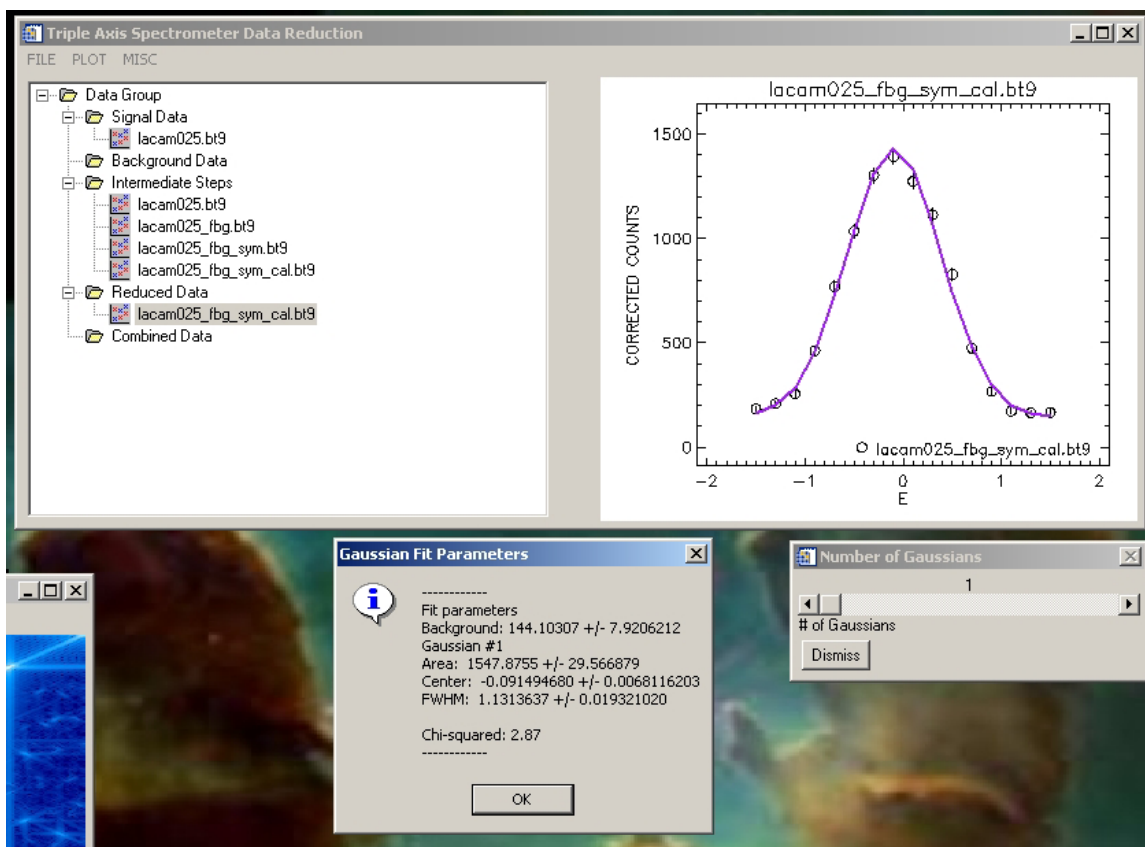 Triple Axis Spectrometer Data Reduction
FILE PLOT MISC
Data Group
Signal Data
lacam025.bt9
Background Data
Intermediate Steps
lacam025.bt9
lacam025_fbg.bt9
lacam025_fbg_sym.bt9
lacam025_fbg_sym_cal.bt9
Reduced Data
lacam025_fbg_sym_cal.bt9
Combined Data
lacam025_fbg_sym_cal.bt9
1500
1000
500
0
CORRECTED COUNTS
lacam025_fbg_sym_cal.bt9
-2 -1 0 1 2
E
Gaussian Fit Parameters
------------
Fit parameters
Background: 144.10307 +/- 7.9206212
Gaussian #1
Area: 1547.8755 +/- 29.566879
Center: -0.091494680 +/- 0.0068116203
FWHM: 1.1313637 +/- 0.019321020
Chi-squared: 2.87
------------
OK
Number of Gaussians
1
# of Gaussians
Dismiss